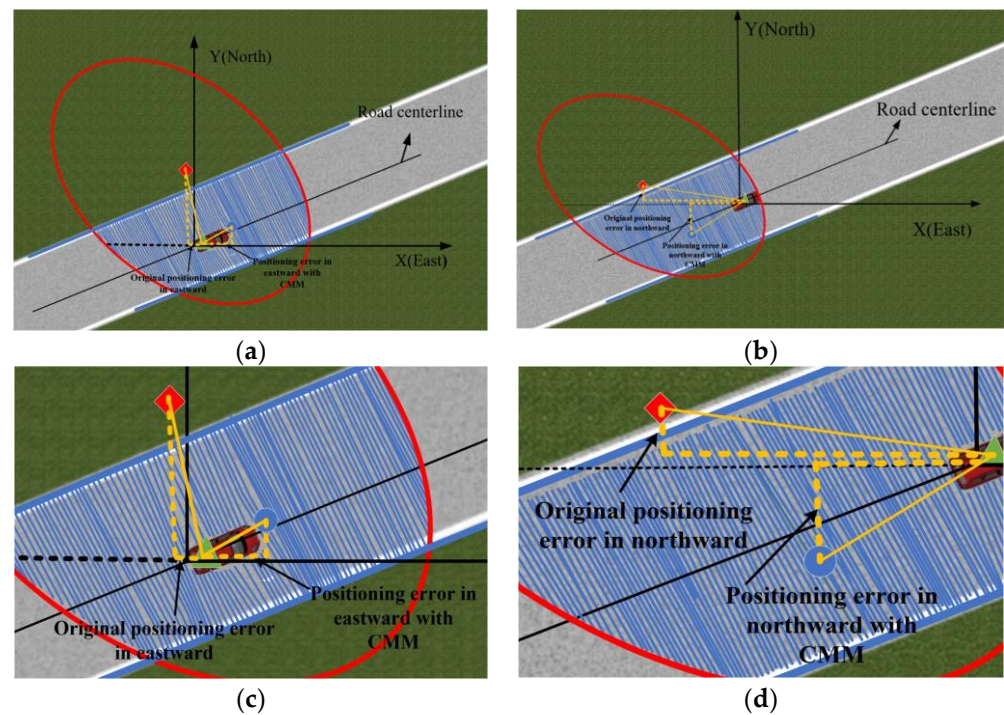 Y(North)
Road centerline
X(East)
Original positioning error
in eastward
Positioning error in
eastward with
CMM
(a)
Y(North)
Road centerline
X(East)
Original positioning
error in northward
Positioning error in
northward with
CMM
(b)
Original positioning error
in eastward
Positioning error in
eastward with
CMM
(c)
Original positioning
error in northward
Positioning error in
northward with
CMM
(d)